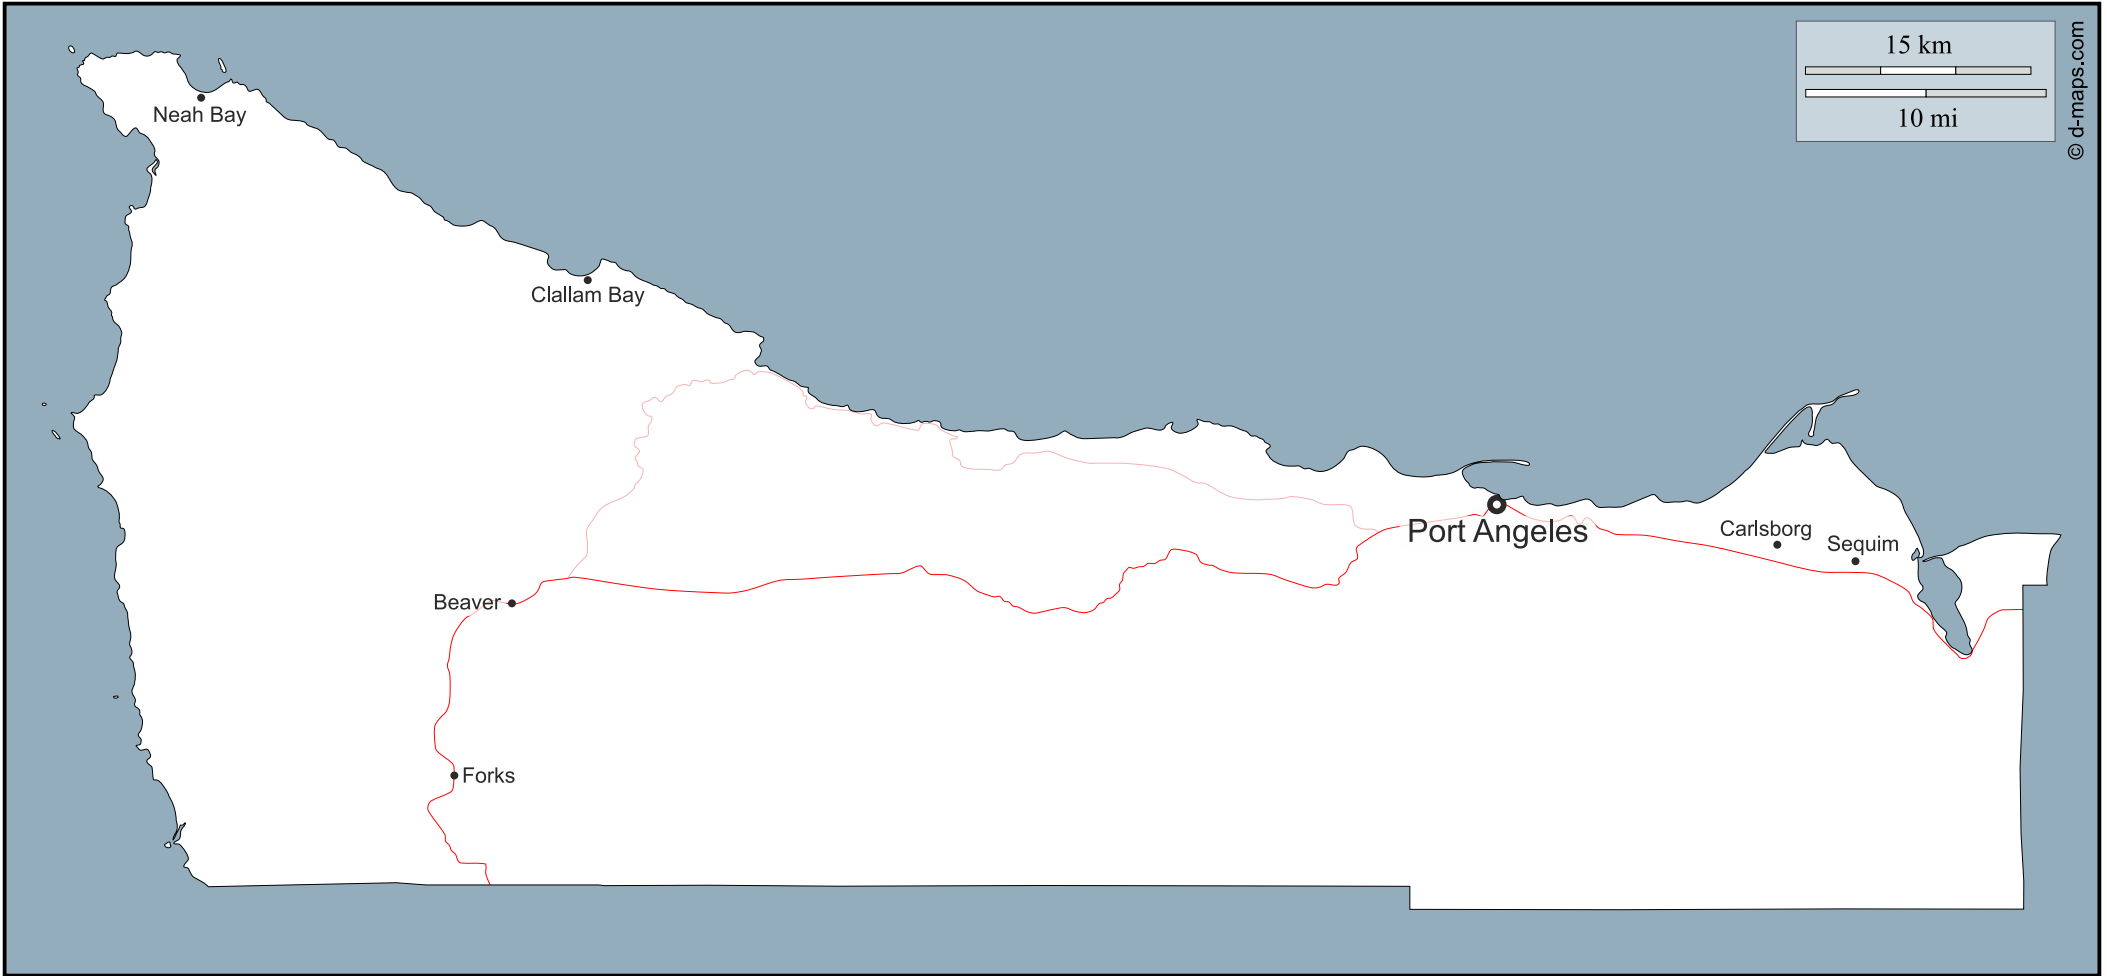 15 km
10 mi
© d-maps.com
Neah Bay
Clallam Bay
Port Angeles
Carlsborg
Sequim
Beaver
Forks